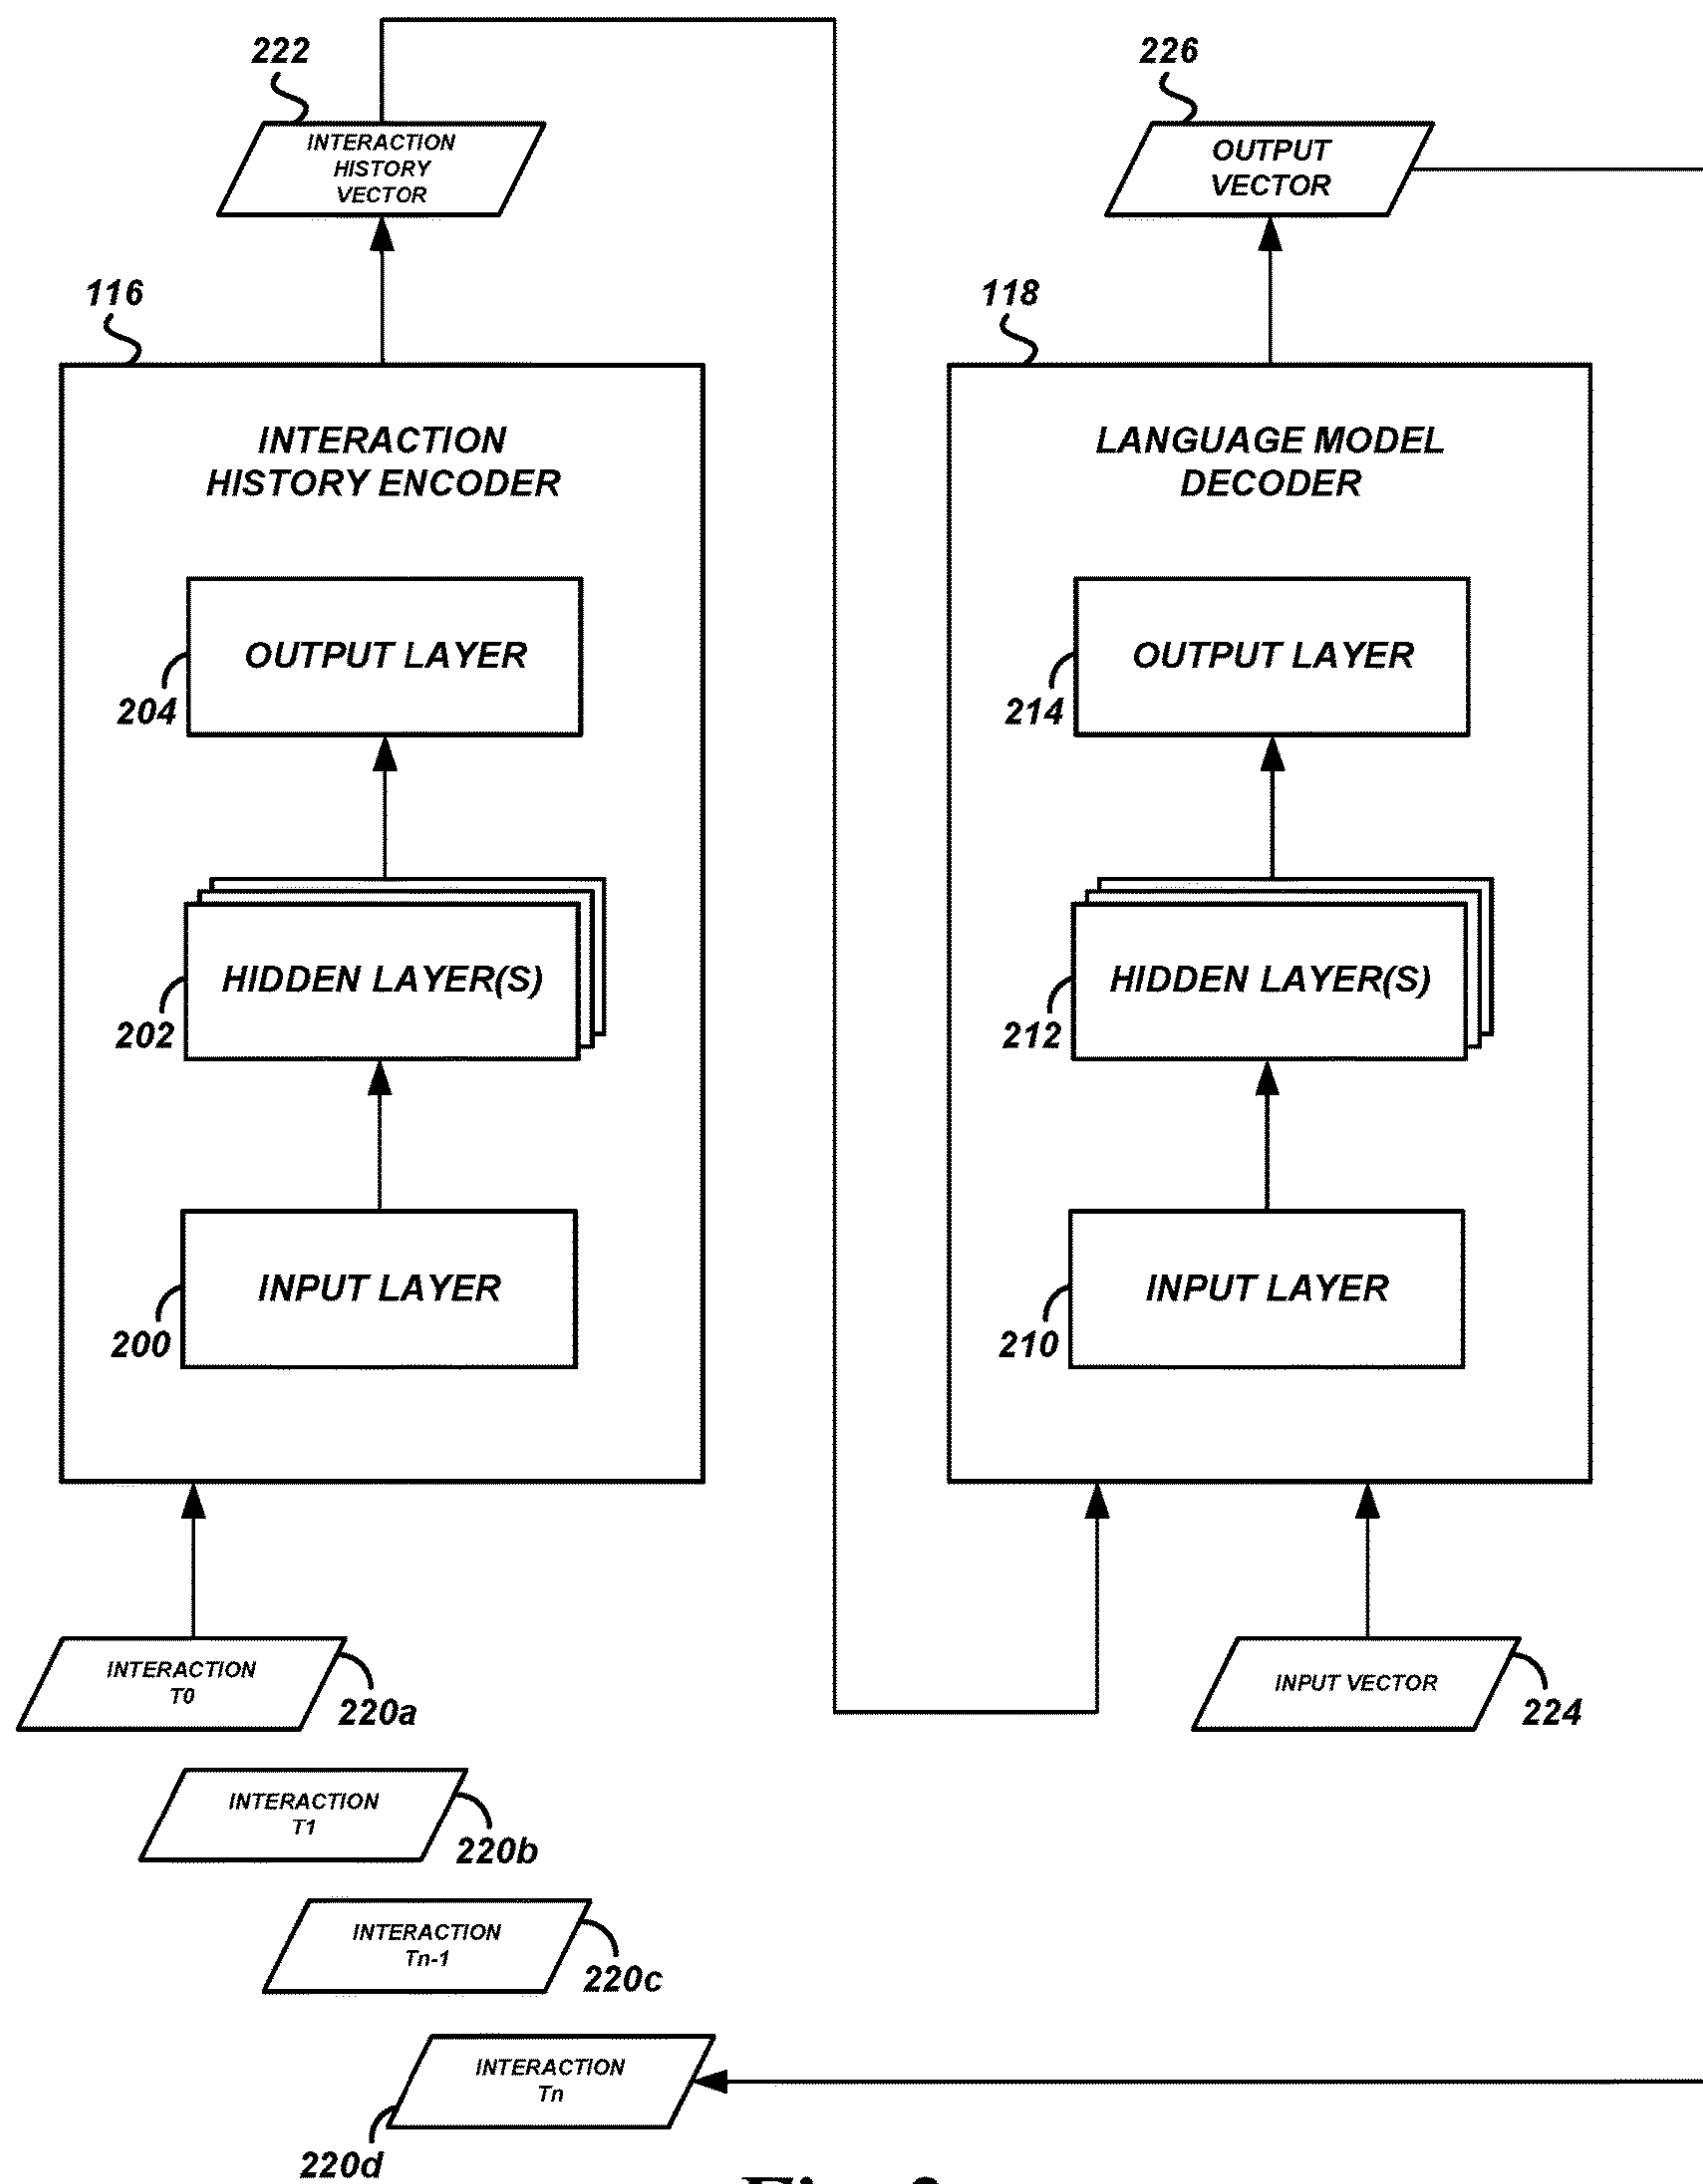 222
INTERACTION
HISTORY
VECTOR
116
INTERACTION
HISTORY ENCODER
OUTPUT LAYER
204
HIDDEN LAYER(S)
202
INPUT LAYER
200
INTERACTION
T0
220a
INTERACTION
T1
220b
INTERACTION
Tn-1
220c
INTERACTION
Tn
220d
226
OUTPUT
VECTOR
118
LANGUAGE MODEL
DECODER
OUTPUT LAYER
214
HIDDEN LAYER(S)
212
INPUT LAYER
210
INPUT VECTOR
224